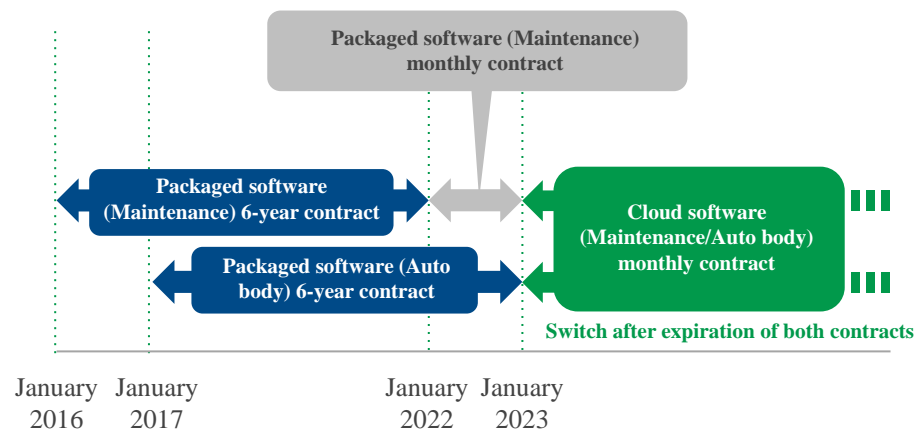 Packaged software (Maintenance)
monthly contract
Packaged software
(Maintenance) 6-year contract
Cloud software
(Maintenance/Auto body)
monthly contract
Packaged software (Auto
body) 6-year contract
Switch after expiration of both contracts
January
2016
January
2017
January
2022
January
2023